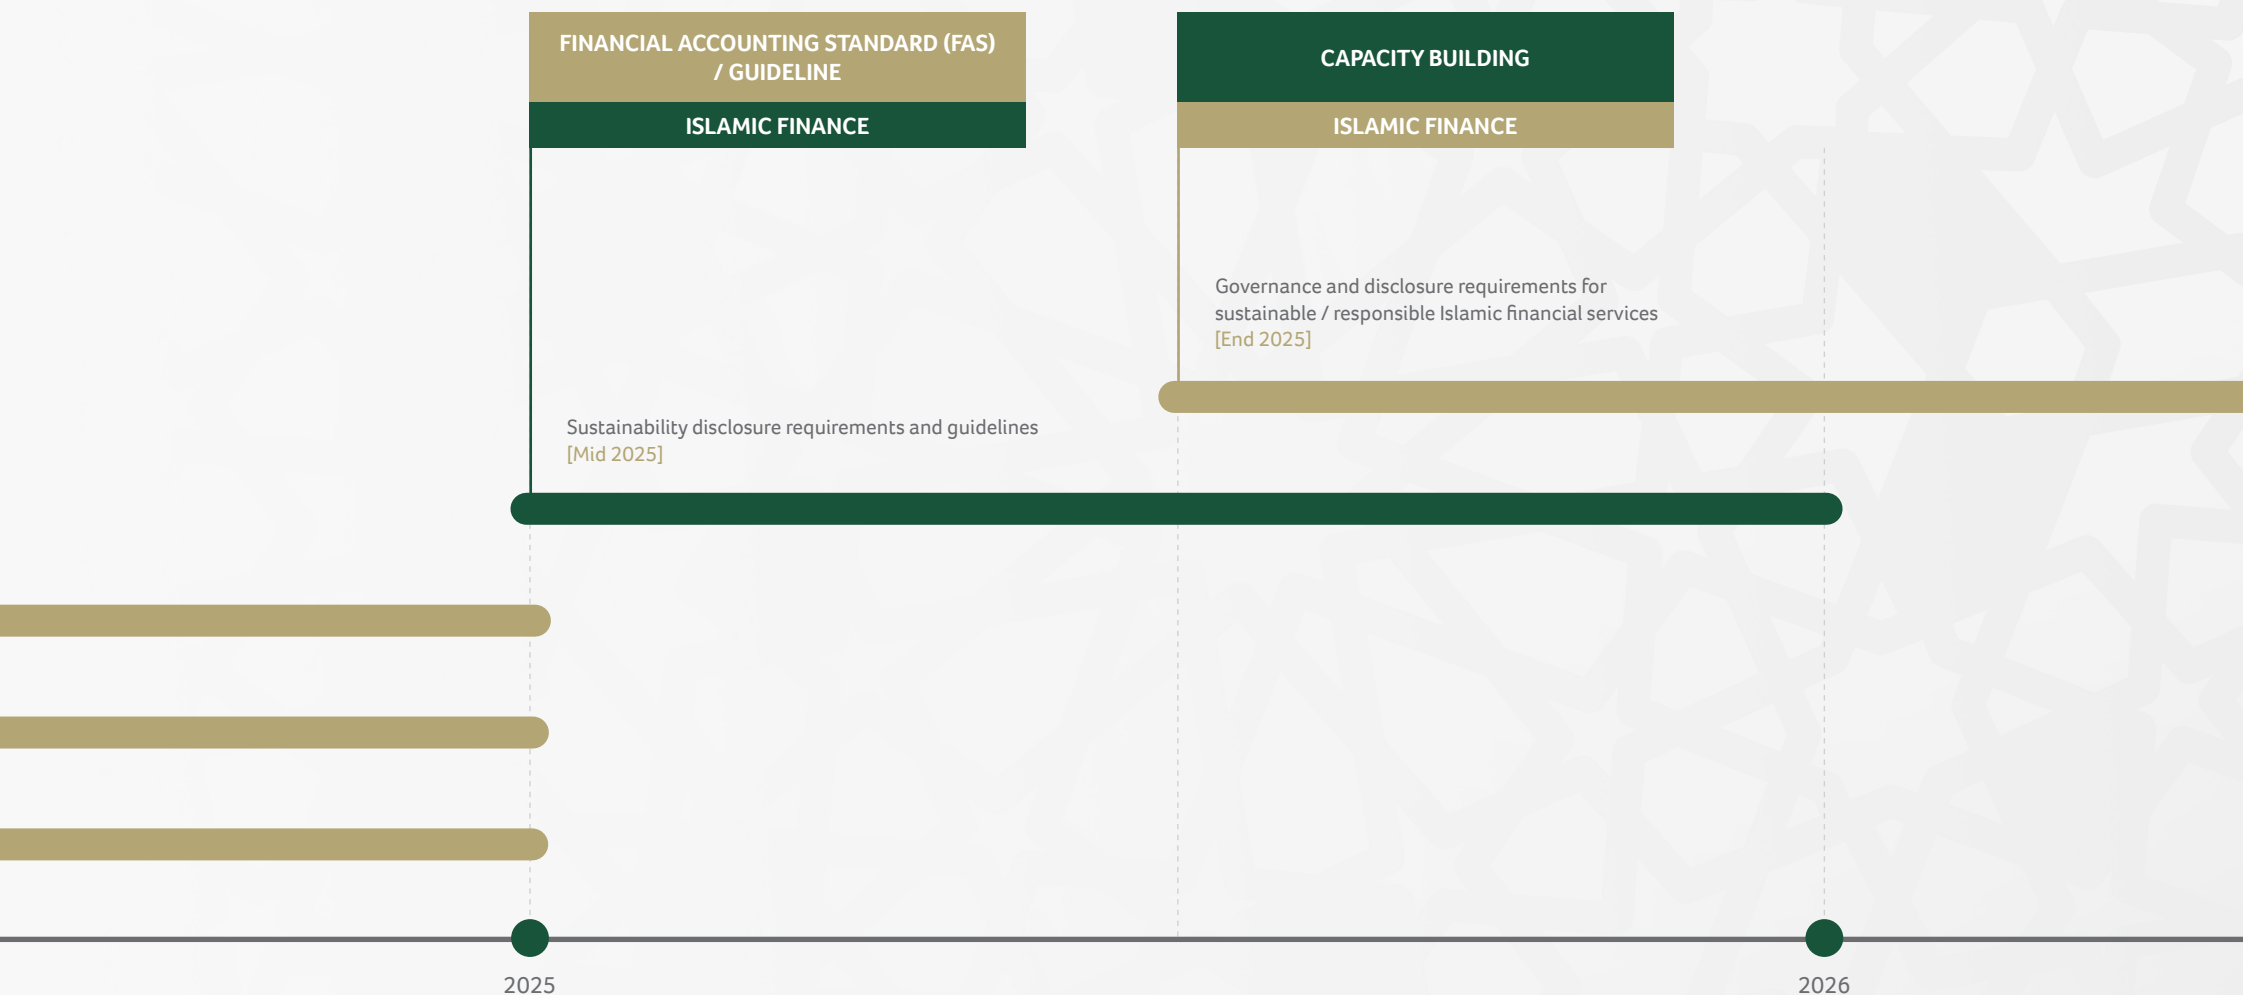 FINANCIAL ACCOUNTING STANDARD (FAS)
/ GUIDELINE
ISLAMIC FINANCE
CAPACITY BUILDING
ISLAMIC FINANCE
Governance and disclosure requirements for
sustainable / responsible Islamic financial services
[End 2025]
Sustainability disclosure requirements and guidelines
[Mid 2025]
2025
2026